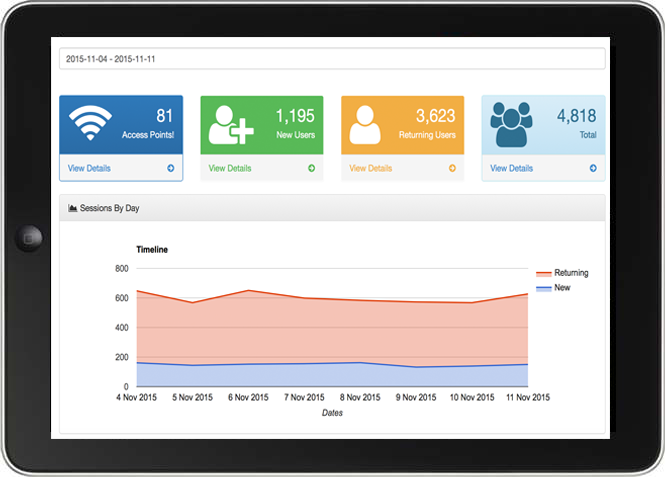 2015-11-04 - 2015-11-11
81
Access Points!
View Details
1,195
New Users
View Details
3,623
Returning Users
View Details
4,818
Total
View Details
Sessions By Day
Timeline
800
600
400
200
0
4 Nov 2015 5 Nov 2015 6 Nov 2015 7 Nov 2015 8 Nov 2015 9 Nov 2015 10 Nov 2015 11 Nov 2015
Dates
Returning
New